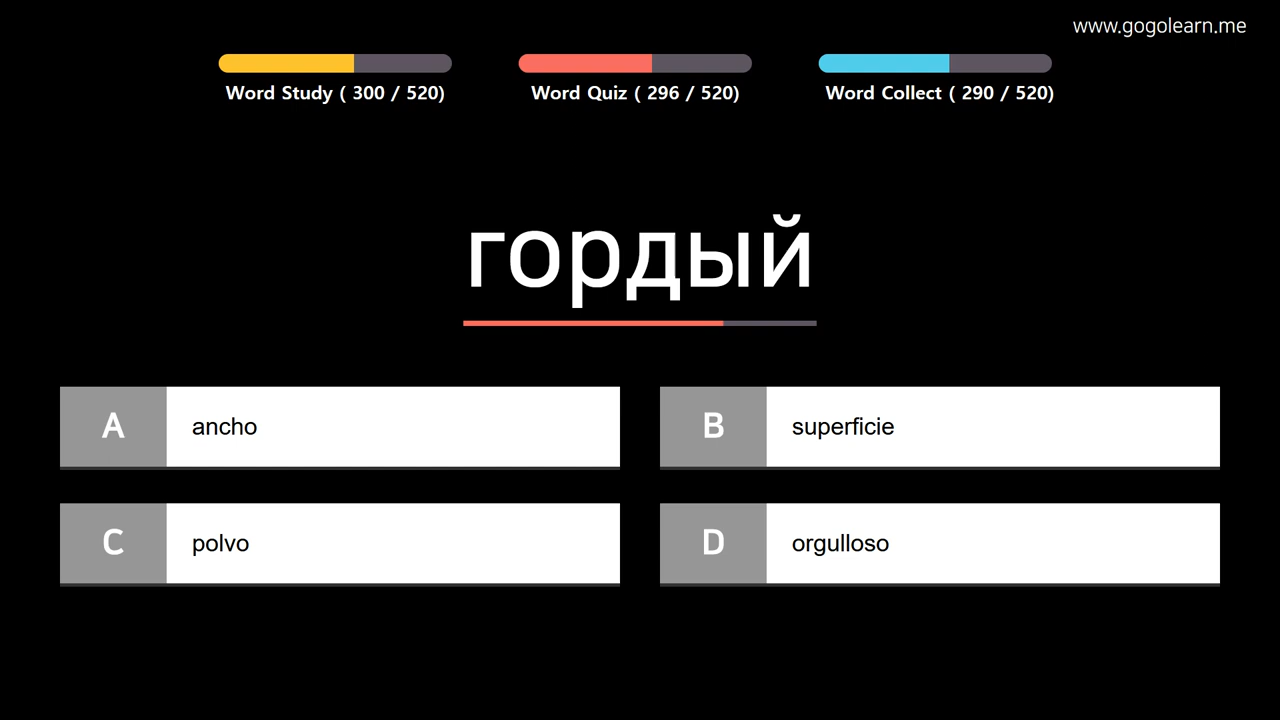 www.gogolearn.me
Word Study ( 300 / 520)
Word Quiz ( 296 / 520)
Word Collect ( 290 / 520)
гордый
A ancho
B superficie
C polvo
D orgulloso